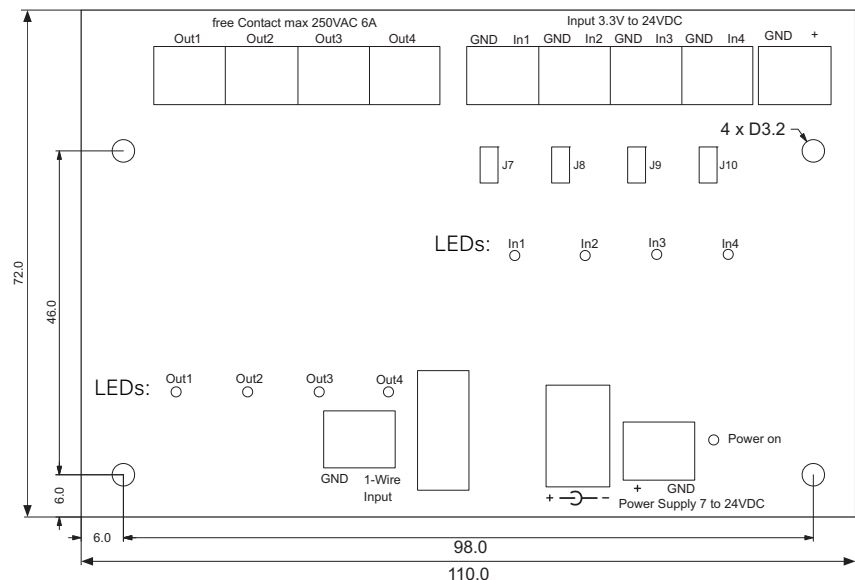 free Contact max 250VAC 6A
Input 3.3V to 24VDC
Out1 Out2 Out3 Out4
GND In1 GND In2 GND In3 GND In4 GND +
4 x D3.2
J7 J8 J9 J10
LEDs: In1 In2 In3 In4
72.0
46.0
LEDs: Out1 Out2 Out3 Out4
Power on
GND 1-Wire
Input
+ -
+ GND
Power Supply 7 to 24VDC
6.0
6.0
98.0
110.0